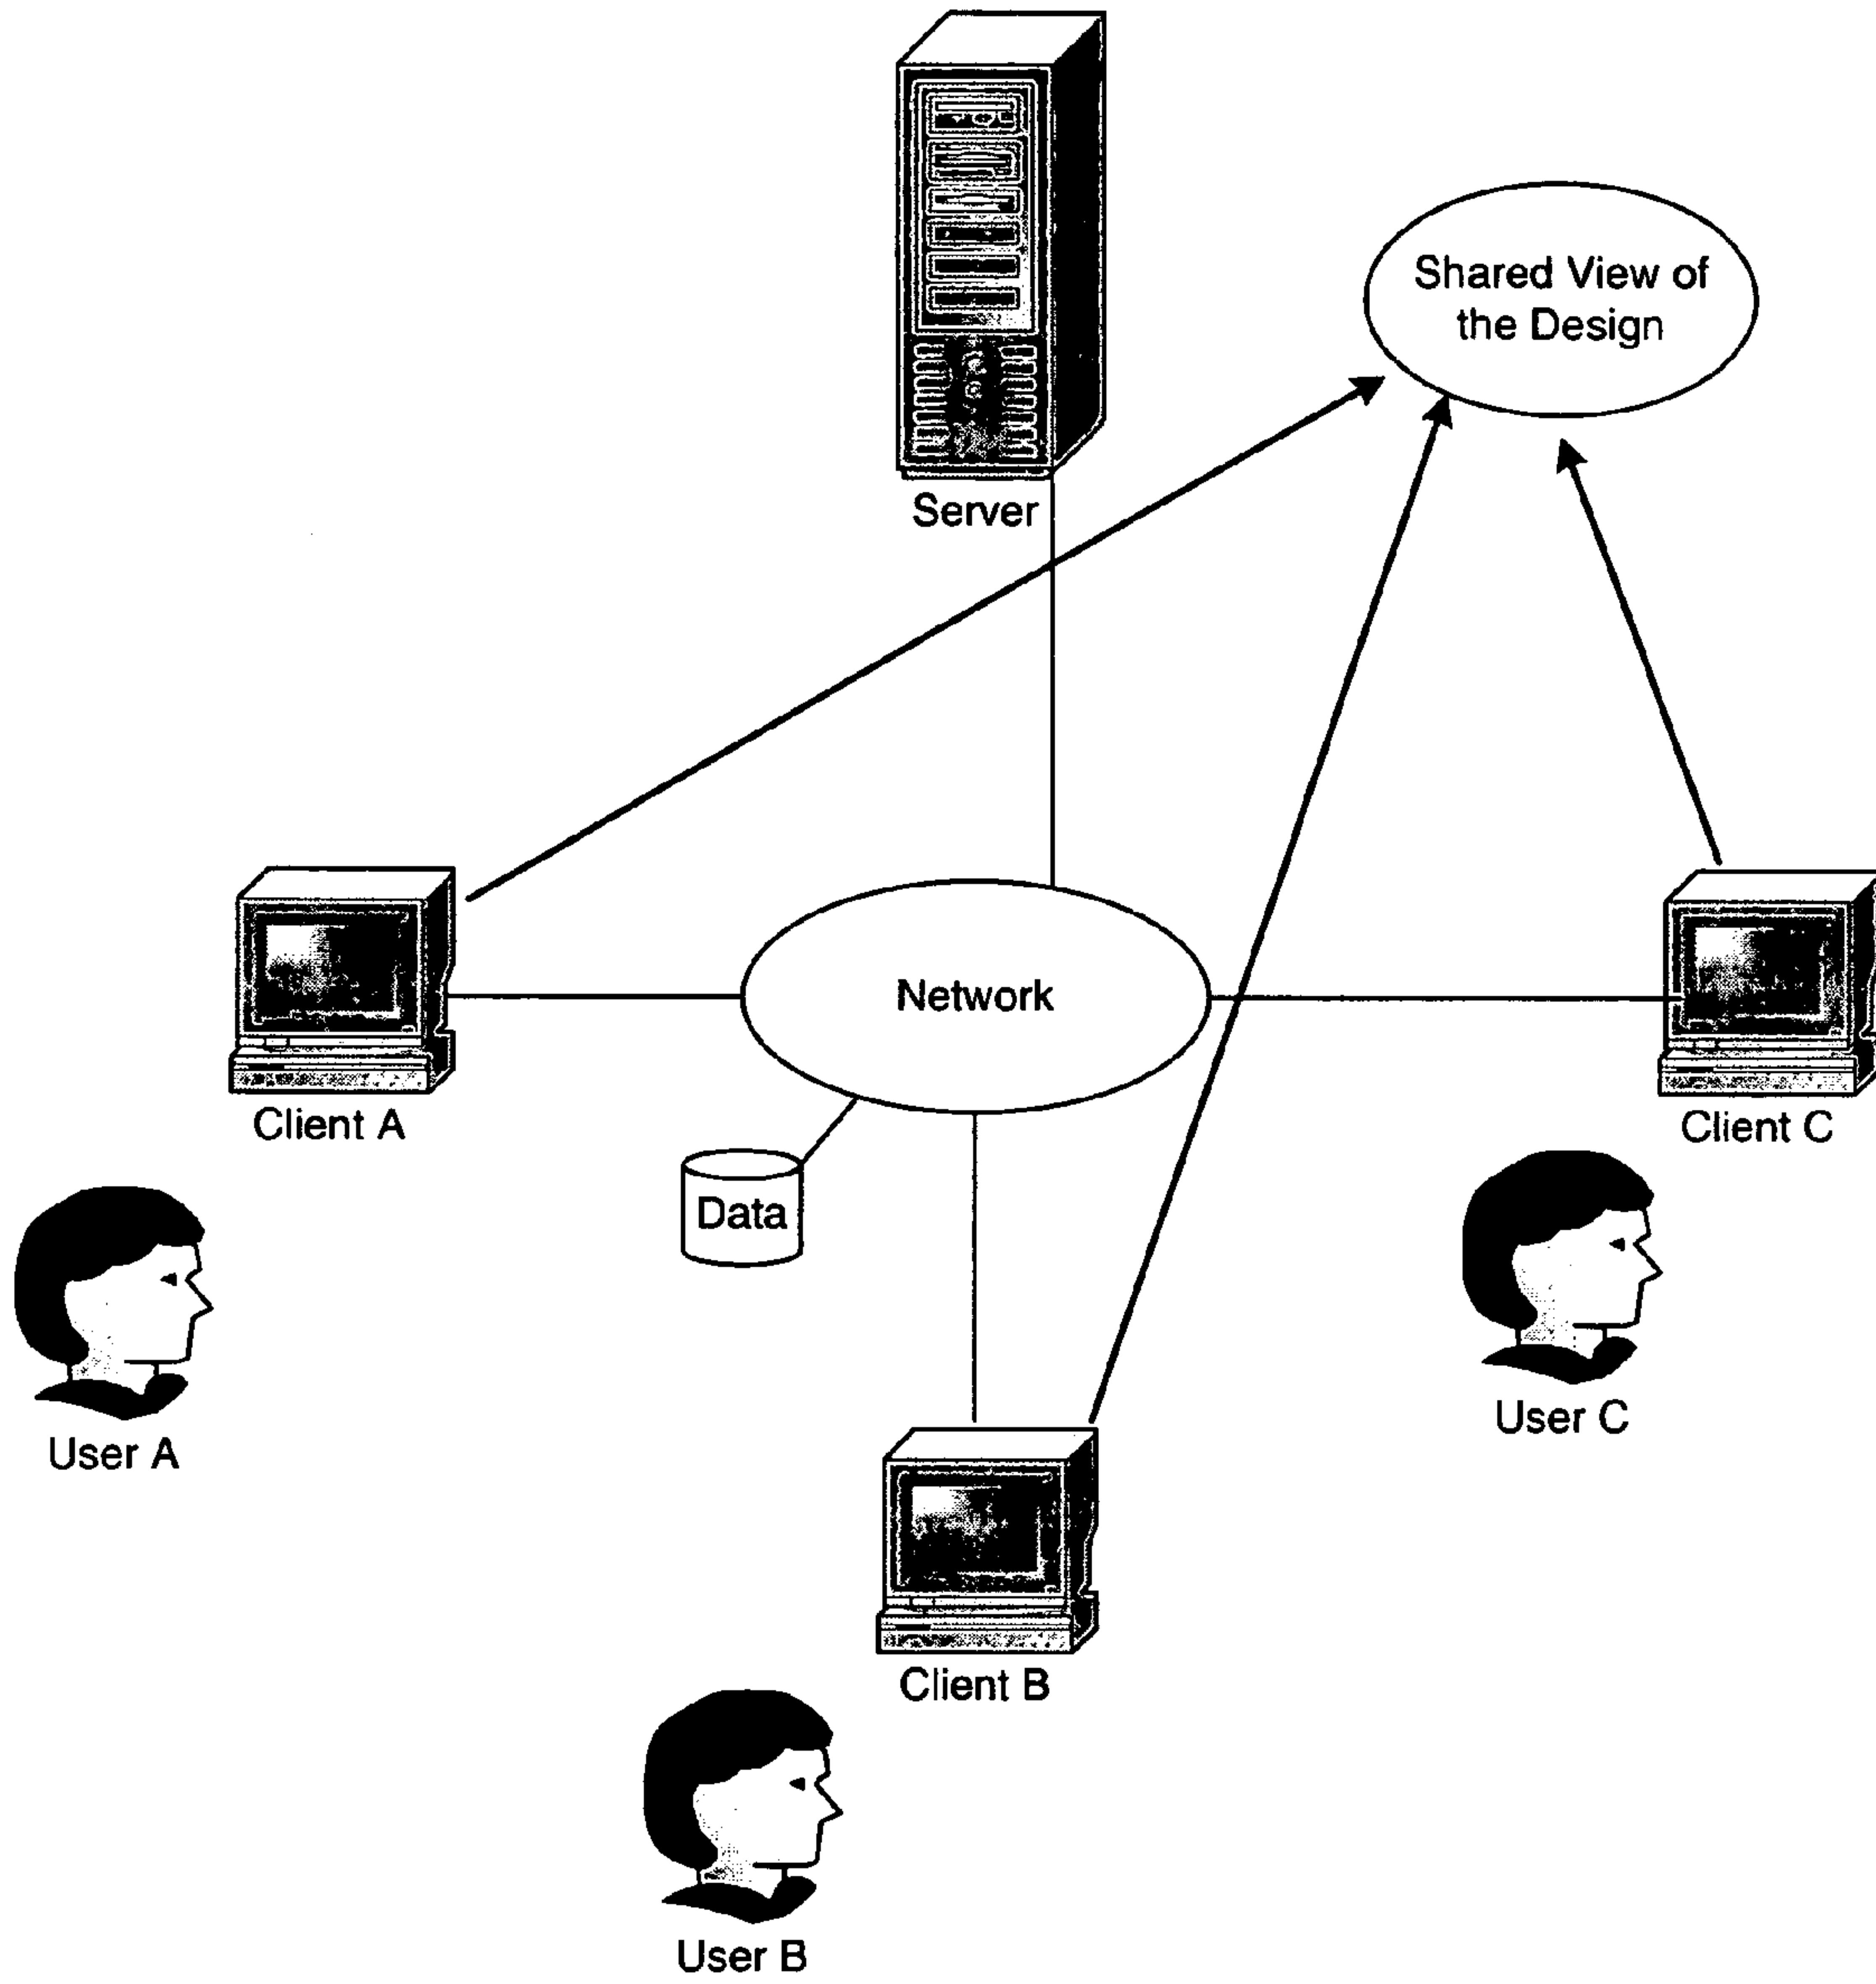 Server
Shared View of
the Design
Client A
Network
Client C
Data
User A
User C
Client B
User B